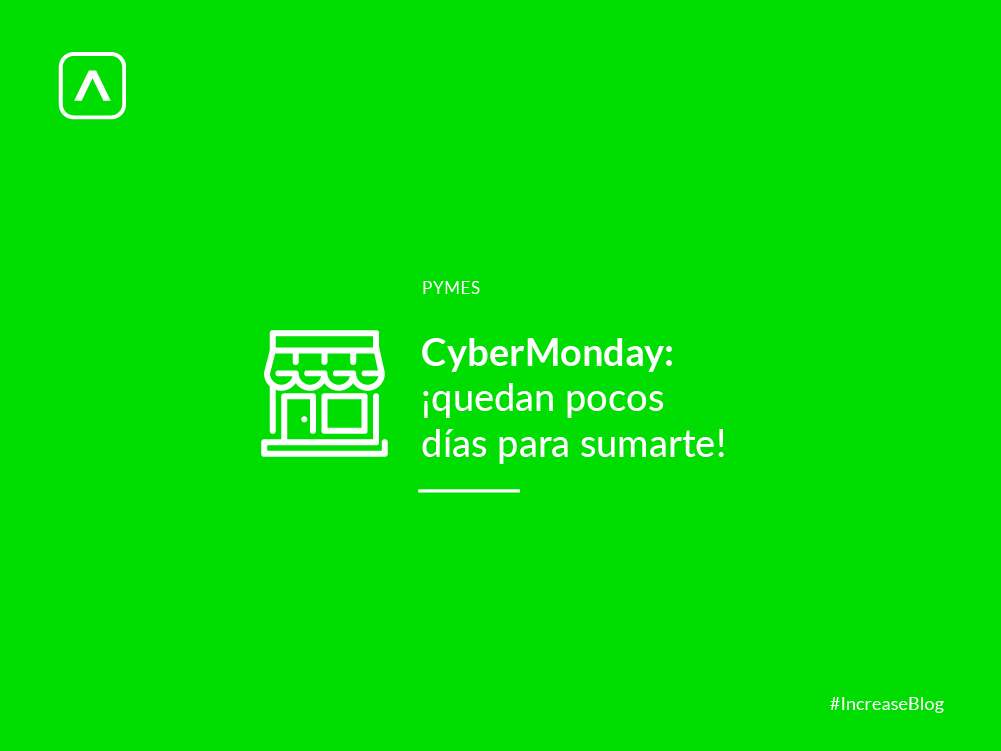 PYMES
CyberMonday:
¡quedan pocos
días para sumarte!
#IncreaseBlog